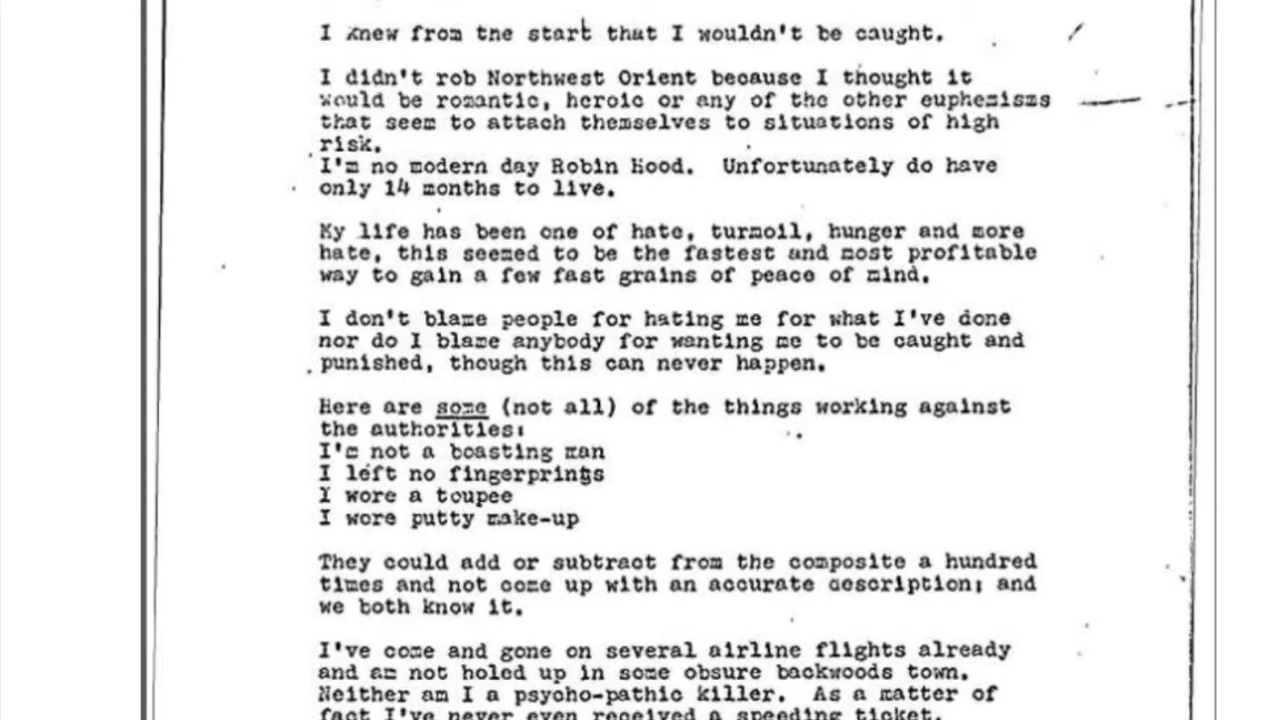 I knew from the start that I wouldn't be caught.
I didn't rob Northwest Orient because I thought it
would be romantic, heroic or any of the other euphemisms
that seem to attach themselves to situations of high
risk.
I'm no modern day Robin Hood.  Unfortunately do have
only 14 months to live.
My life has been one of hate, turmoil, hunger and more
hate, this seemed to be the fastest and most profitable
way to gain a few fast grains of peace of mind.
I don't blame people for hating me for what I've done
nor do I blame anybody for wanting me to be caught and
punished, though this can never happen.
Here are some (not all) of the things working against
the authorities:
I'm not a boasting man
I left no fingerprints
I wore a toupee
I wore putty make-up
They could add or subtract from the composite a hundred
times and not come up with an accurate description; and
we both know it.
I've come and gone on several airline flights already
and am not holed up in some obsure backwoods town.
Neither am I a psycho-pathic killer.  As a matter of
fact I've never even received a speeding ticket.